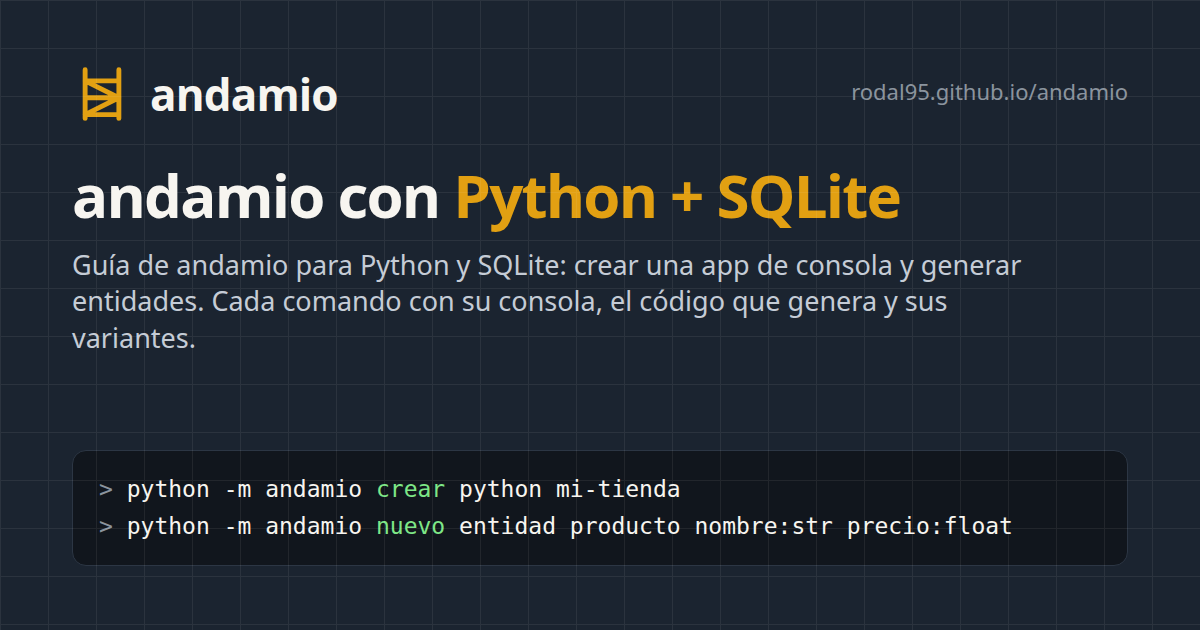 andamio
rodal95.github.io/andamio
andamio con Python + SQLite
Guía de andamio para Python y SQLite: crear una app de consola y generar
entidades. Cada comando con su consola, el código que genera y sus
variantes.
> python -m andamio crear python mi-tienda
> python -m andamio nuevo entidad producto nombre:str precio:float